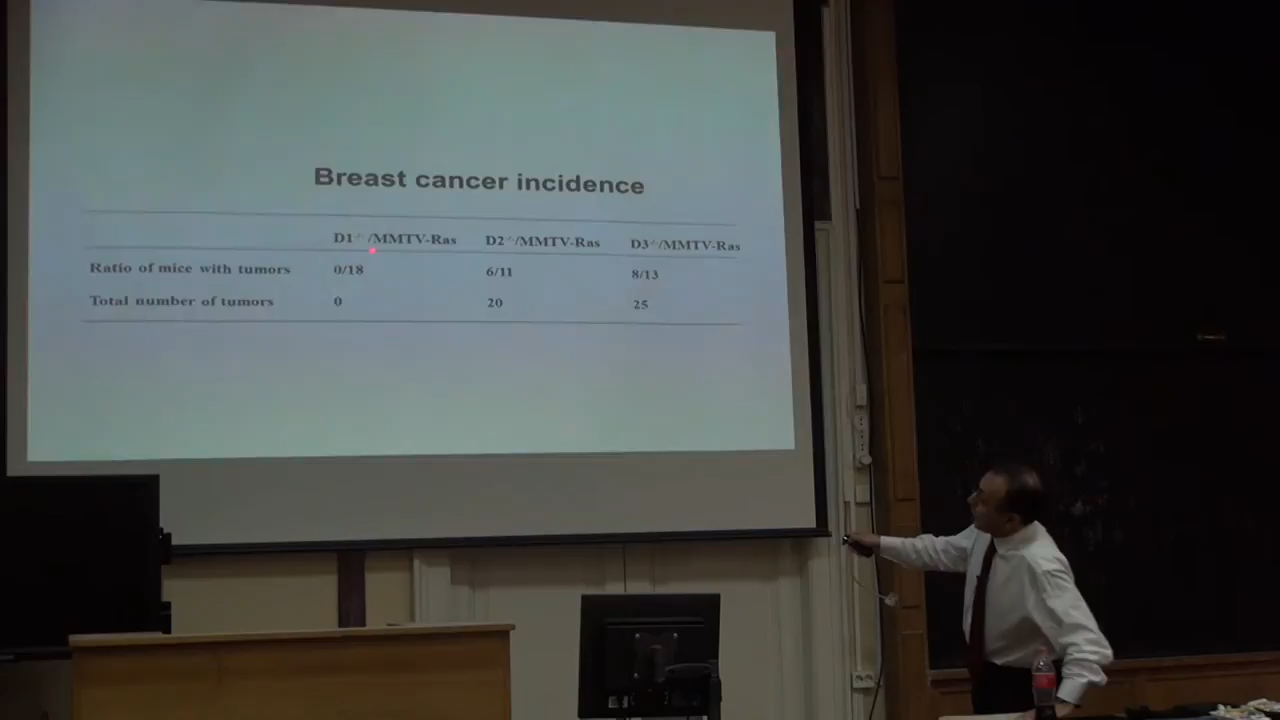 Breast cancer incidence
D1-/-/MMTV-Ras D2-/-/MMTV-Ras D3-/-/MMTV-Ras
Ratio of mice with tumors 0/18 6/11 8/13
Total number of tumors 0 20 25